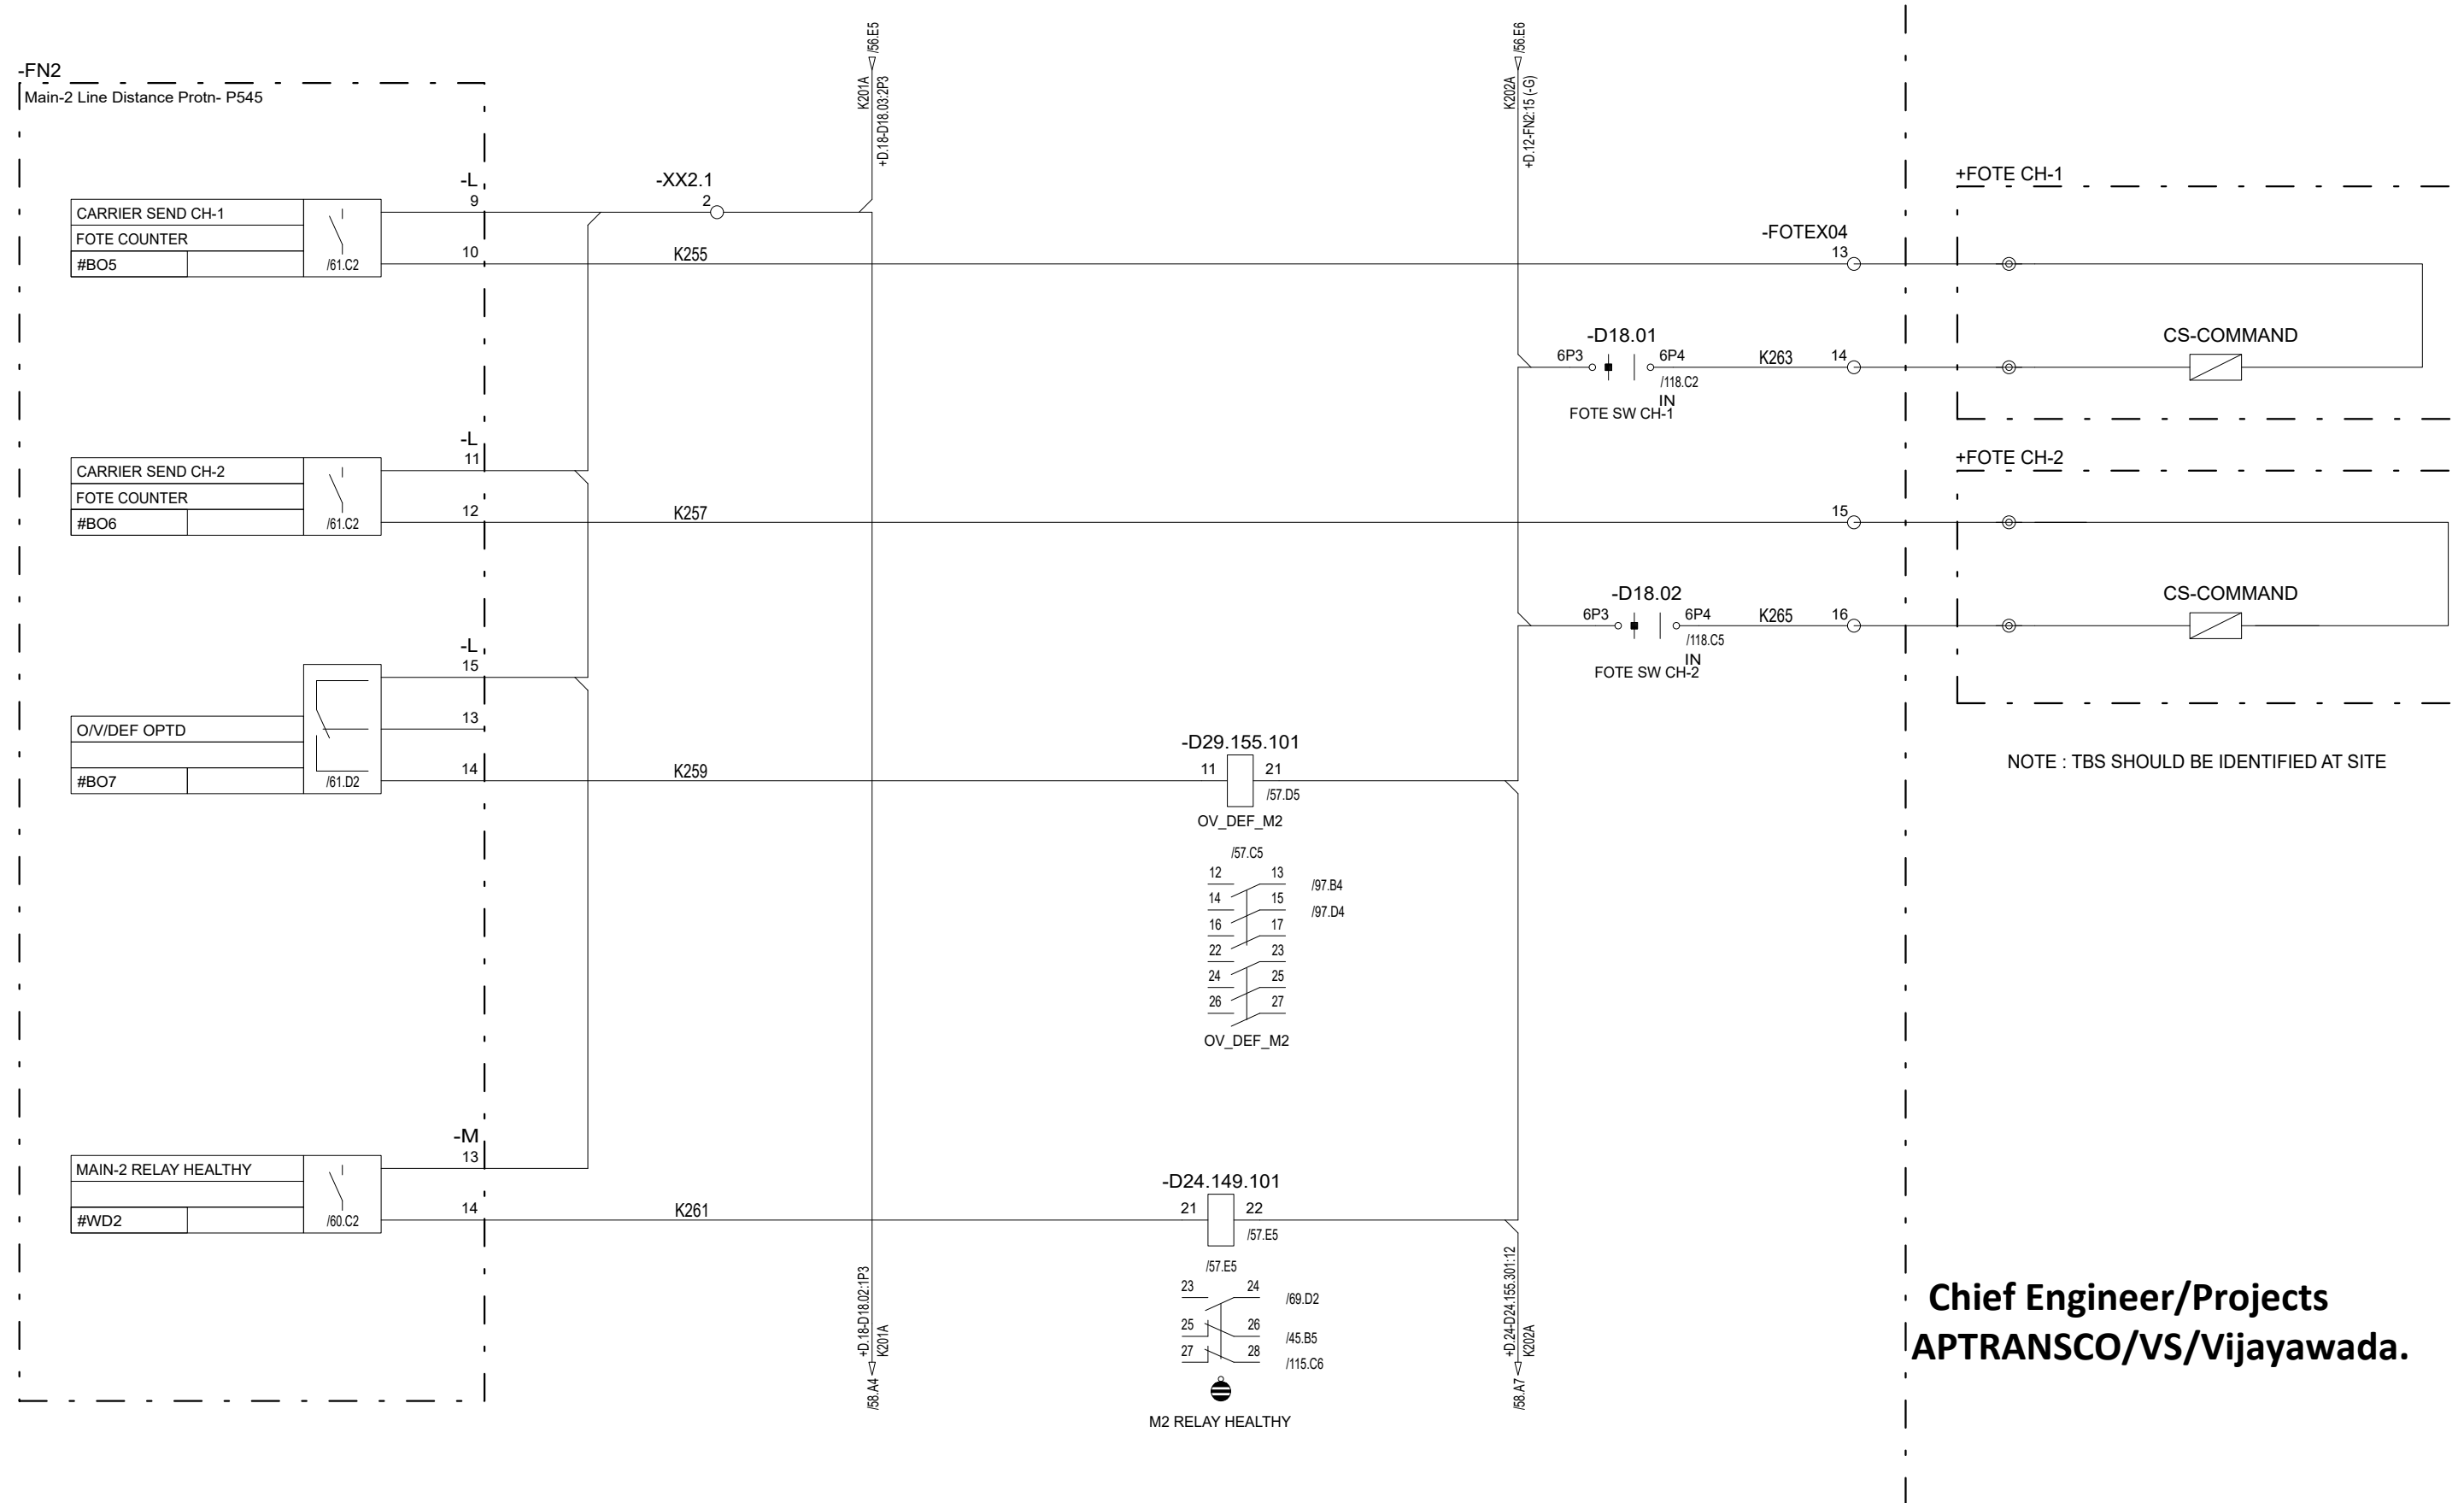 -FN2
Main-2 Line Distance Protn- P545
/56.E5
K201A
+D.18-D18.03:2P3
/56.E6
K202A
+D.12-FN2:15 (-G)
-L
9
-XX2.1
2
CARRIER SEND CH-1
FOTE COUNTER
#BO5
/61.C2
10
K255
-FOTEX04
13
+FOTE CH-1
-D18.01
6P3
6P4
/118.C2
IN
FOTE SW CH-1
K263
14
CS-COMMAND
-L
11
CARRIER SEND CH-2
FOTE COUNTER
#BO6
/61.C2
12
K257
15
+FOTE CH-2
-D18.02
6P3
6P4
/118.C5
IN
FOTE SW CH-2
K265
16
CS-COMMAND
-L
15
13
O/V/DEF OPTD
#BO7
/61.D2
14
K259
-D29.155.101
11
21
/57.D5
OV_DEF_M2
NOTE : TBS SHOULD BE IDENTIFIED AT SITE
/57.C5
12 13 /97.B4
14 15 /97.D4
16 17
22 23
24 25
26 27
OV_DEF_M2
-M
13
MAIN-2 RELAY HEALTHY
#WD2
/60.C2
14
K261
-D24.149.101
21
22
/57.E5
/57.E5
23 24 /69.D2
25 26 /45.B5
27 28 /115.C6
M2 RELAY HEALTHY
+D.18-D18.02:1P3
K201A
/58.A4
+D.24-D24.155.301:12
K202A
/58.A7
Chief Engineer/Projects
APTRANSCO/VS/Vijayawada.